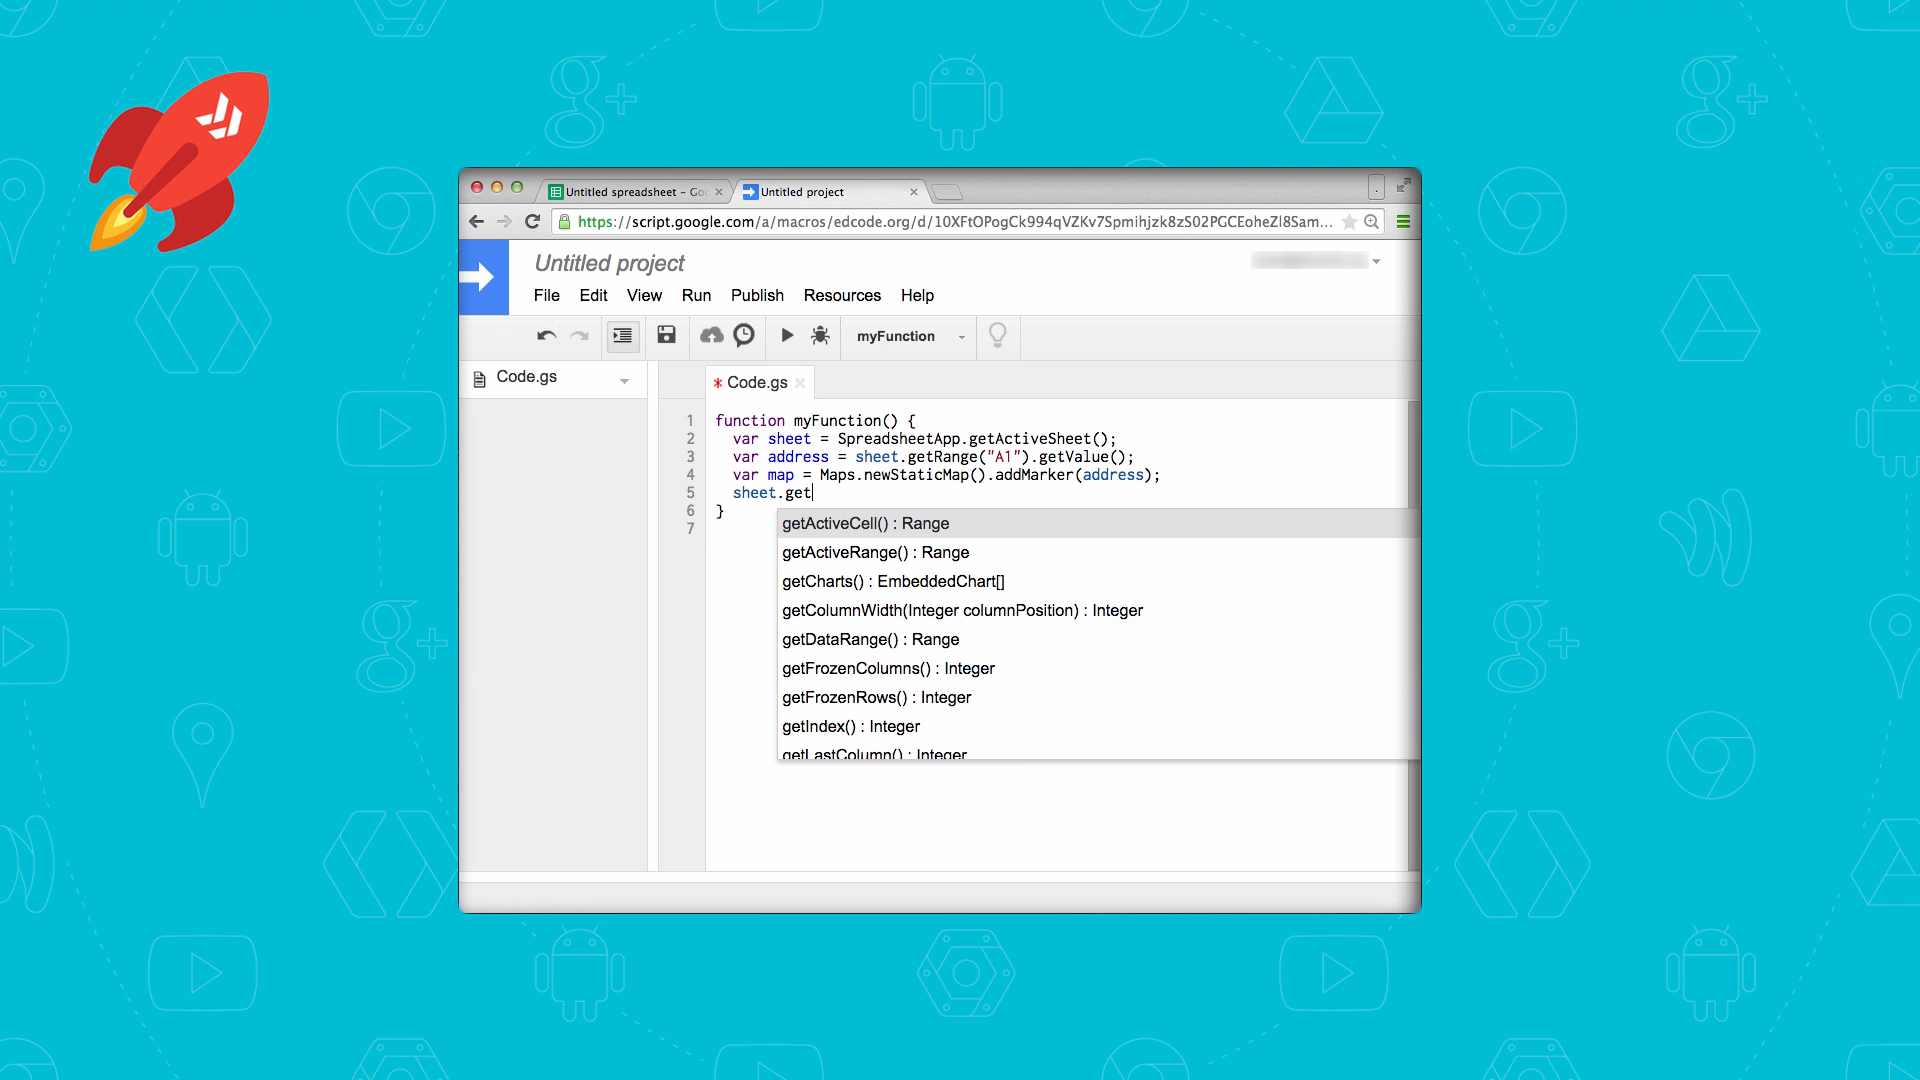 Untitled spreadsheet - Go
Untitled project
https://script.google.com/a/macros/edcode.org/d/10XFtOPogCk994qVZKv7Spmihjzk8zS02PGCEoheZl8Sam...
Untitled project
File Edit View Run Publish Resources Help
myFunction
Code.gs
* Code.gs
1 function myFunction() {
2 var sheet = SpreadsheetApp.getActiveSheet();
3 var address = sheet.getRange("A1").getValue();
4 var map = Maps.newStaticMap().addMarker(address);
5 sheet.get
6 }
7
getActiveCell() : Range
getActiveRange() : Range
getCharts() : EmbeddedChart[]
getColumnWidth(Integer columnPosition) : Integer
getDataRange() : Range
getFrozenColumns() : Integer
getFrozenRows() : Integer
getIndex() : Integer
getLastColumn() : Integer